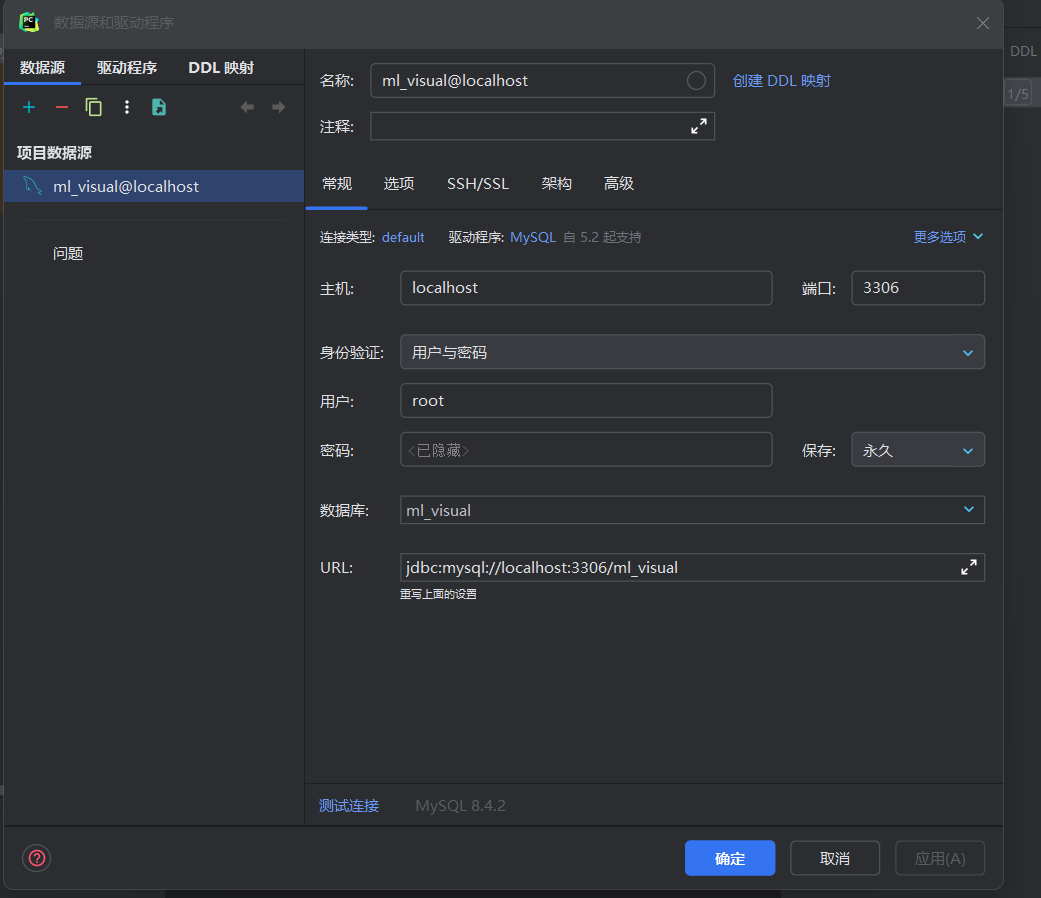 PC
数据源和驱动程序
数据源 驱动程序 DDL 映射
项目数据源
ml_visual@localhost
问题
名称: ml_visual@localhost 创建 DDL 映射
注释:
常规 选项 SSH/SSL 架构 高级
连接类型: default 驱动程序: MySQL 自 5.2 起支持 更多选项
主机: localhost 端口: 3306
身份验证: 用户与密码
用户: root
密码: <已隐藏> 保存: 永久
数据库: ml_visual
URL: jdbc:mysql://localhost:3306/ml_visual
重写上面的设置
测试连接 MySQL 8.4.2
? 确定 取消 应用(A)
DDL
1/5